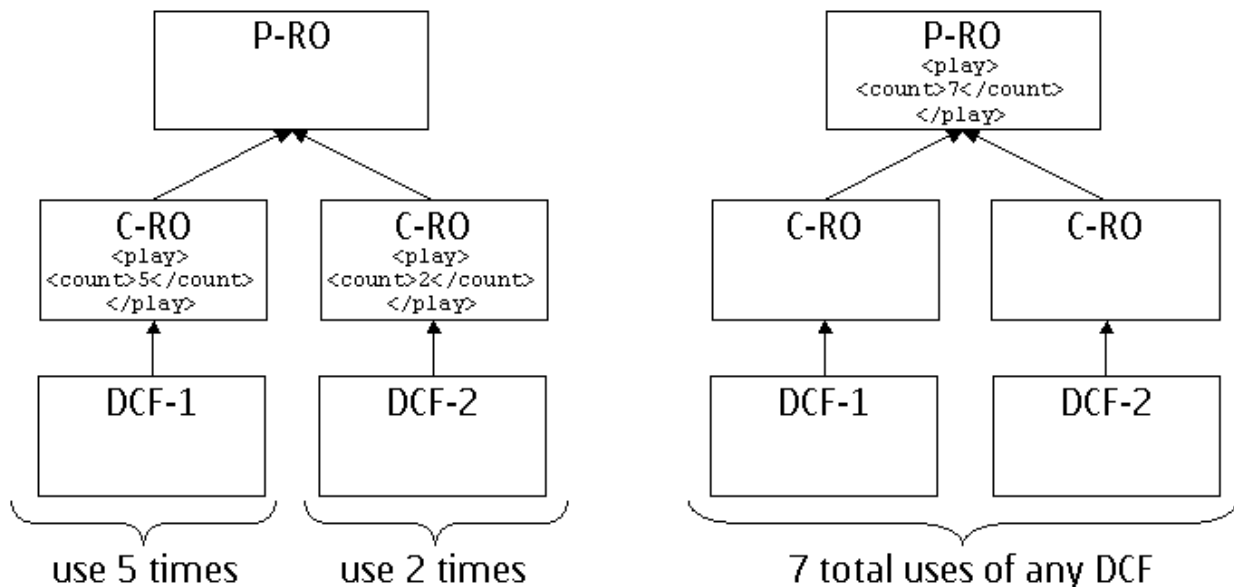 P-RO
C-RO
<play>
<count>5</count>
</play>
C-RO
<play>
<count>2</count>
</play>
DCF-1
DCF-2
use 5 times
use 2 times
P-RO
<play>
<count>7</count>
</play>
C-RO
C-RO
DCF-1
DCF-2
7 total uses of any DCF